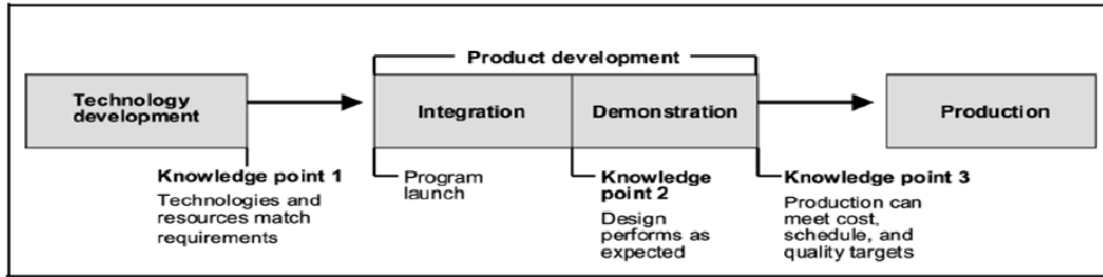 Product development
Technology
development
Integration
Demonstration
Production
Knowledge point 1
Technologies and
resources match
requirements
Program
launch
Knowledge
point 2
Design
performs as
expected
Knowledge point 3
Production can
meet cost,
schedule, and
quality targets